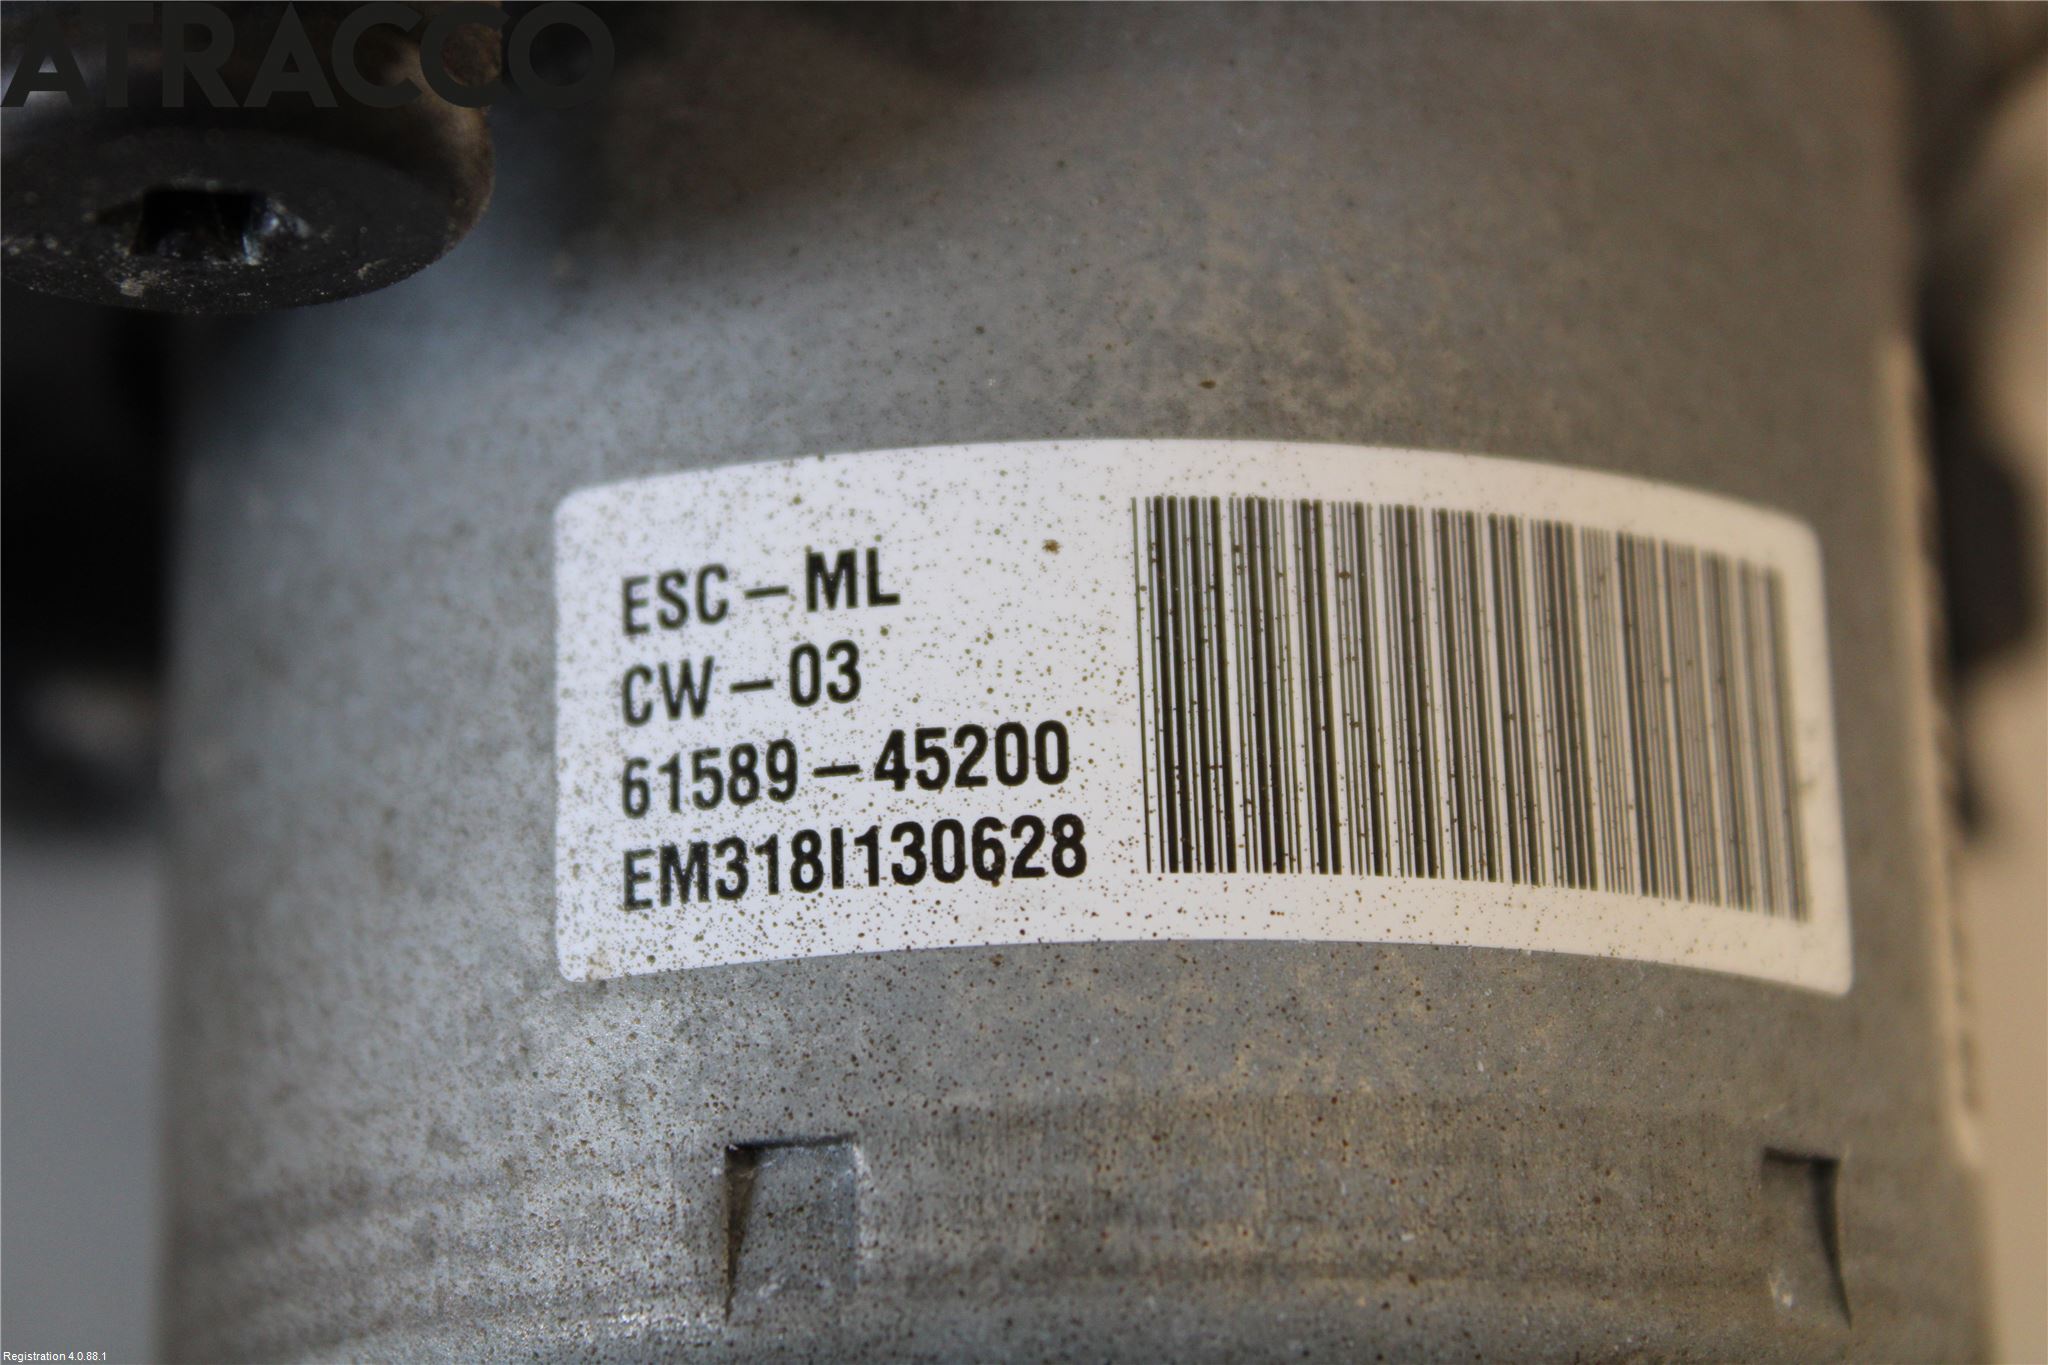 ATRACCO
ESC-ML
CW-03
61589-45200
EM318I130628
Registration 4.0.88.1